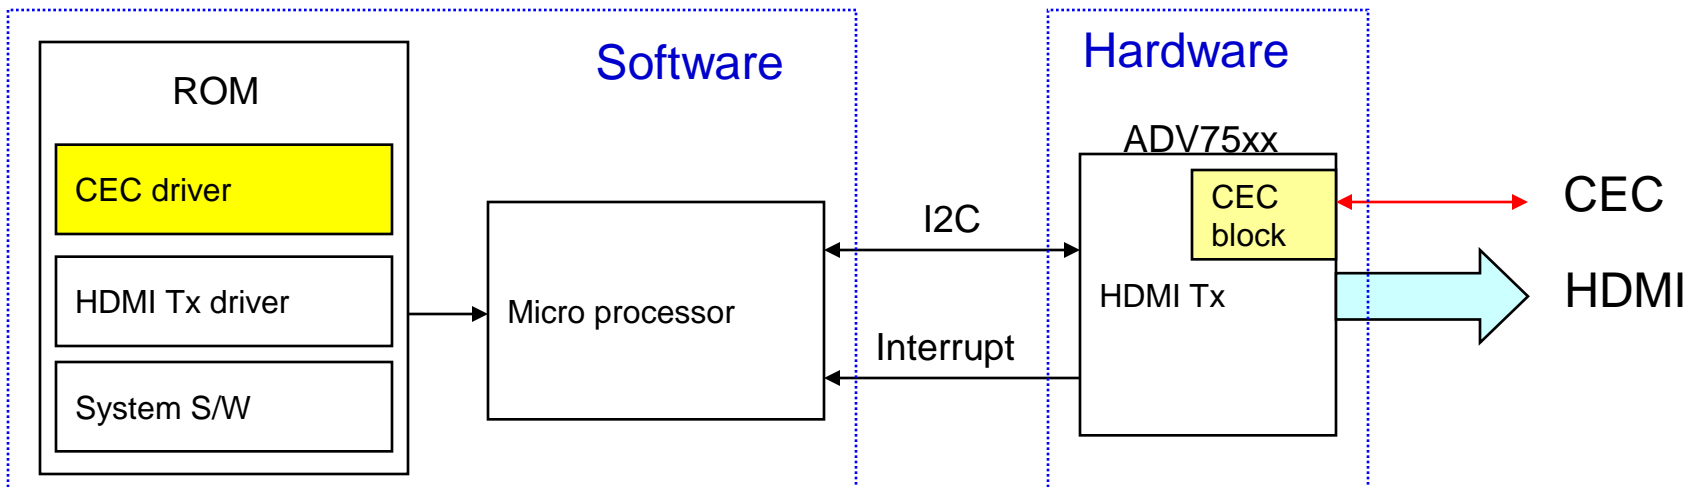 Software
Hardware
ROM
CEC driver
HDMI Tx driver
System S/W
Micro processor
I2C
Interrupt
ADV75xx
CEC
block
HDMI Tx
CEC
HDMI